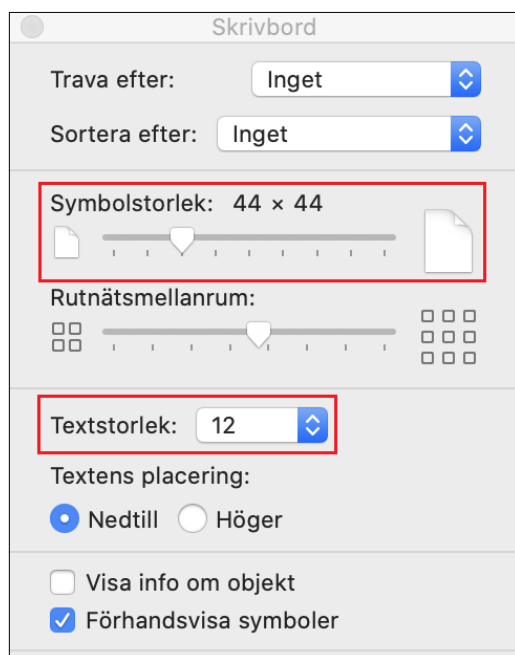 Skrivbord
Trava efter: Inget
Sortera efter: Inget
Symbolstorlek: 44 × 44
Rutnätsmellanrum:
Textstorlek: 12
Textens placering:
Nedtill Höger
Visa info om objekt
Förhandsvisa symboler